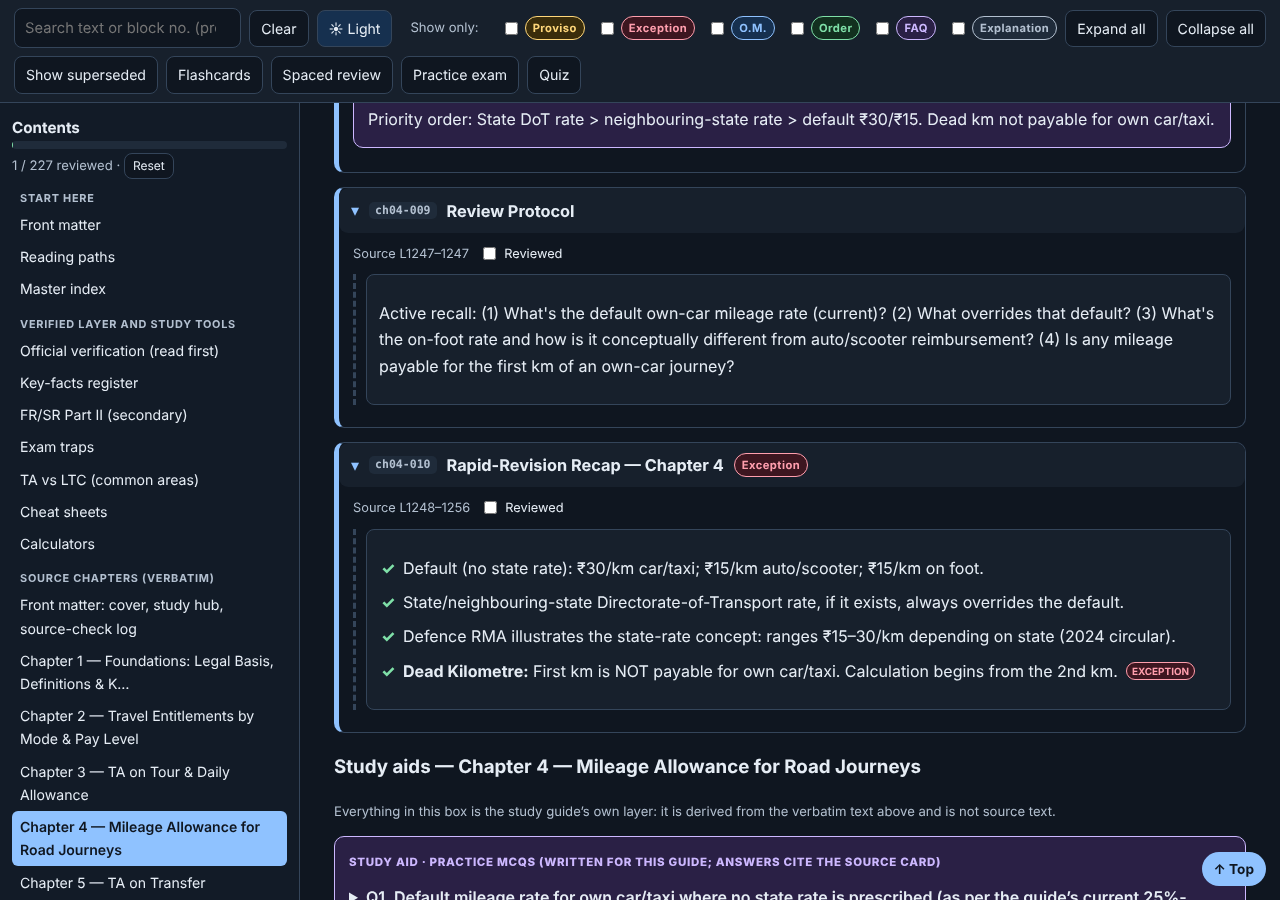 Search text or block no. (pr
Clear
☀ Light
Show only:
Proviso
Exception
O.M.
Order
FAQ
Explanation
Expand all
Collapse all
Show superseded
Flashcards
Spaced review
Practice exam
Quiz
Contents
1 / 227 reviewed · Reset
START HERE
Front matter
Reading paths
Master index
VERIFIED LAYER AND STUDY TOOLS
Official verification (read first)
Key-facts register
FR/SR Part II (secondary)
Exam traps
TA vs LTC (common areas)
Cheat sheets
Calculators
SOURCE CHAPTERS (VERBATIM)
Front matter: cover, study hub,
source-check log
Chapter 1 — Foundations: Legal Basis,
Definitions & K...
Chapter 2 — Travel Entitlements by
Mode & Pay Level
Chapter 3 — TA on Tour & Daily
Allowance
Chapter 4 — Mileage Allowance for
Road Journeys
Chapter 5 — TA on Transfer
Priority order: State DoT rate > neighbouring-state rate > default ₹30/₹15. Dead km not payable for own car/taxi.
▼ ch04-009 Review Protocol
Source L1247–1247 Reviewed
Active recall: (1) What's the default own-car mileage rate (current)? (2) What overrides that default? (3) What's
the on-foot rate and how is it conceptually different from auto/scooter reimbursement? (4) Is any mileage
payable for the first km of an own-car journey?
▼ ch04-010 Rapid-Revision Recap — Chapter 4 Exception
Source L1248–1256 Reviewed
✓ Default (no state rate): ₹30/km car/taxi; ₹15/km auto/scooter; ₹15/km on foot.
✓ State/neighbouring-state Directorate-of-Transport rate, if it exists, always overrides the default.
✓ Defence RMA illustrates the state-rate concept: ranges ₹15–30/km depending on state (2024 circular).
✓ Dead Kilometre: First km is NOT payable for own car/taxi. Calculation begins from the 2nd km. EXCEPTION
Study aids — Chapter 4 — Mileage Allowance for Road Journeys
Everything in this box is the study guide's own layer: it is derived from the verbatim text above and is not source text.
STUDY AID · PRACTICE MCQS (WRITTEN FOR THIS GUIDE; ANSWERS CITE THE SOURCE CARD)
▶ Q1. Default mileage rate for own car/taxi where no state rate is prescribed (as per the guide's current 25%-
↑ Top